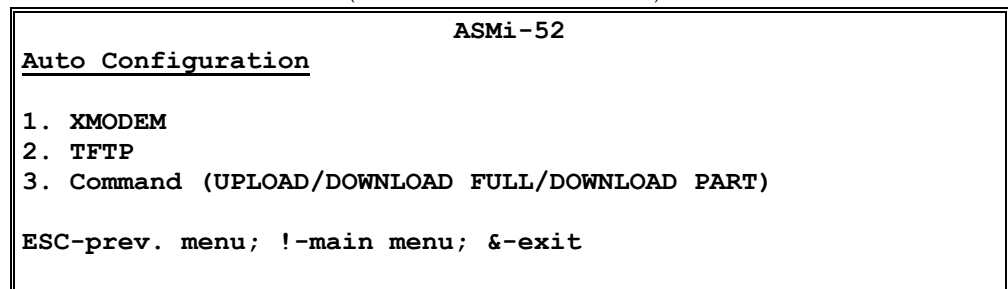 ASMi-52
Auto Configuration
1. XMODEM
2. TFTP
3. Command (UPLOAD/DOWNLOAD FULL/DOWNLOAD PART)
ESC-prev. menu; !-main menu; &-exit